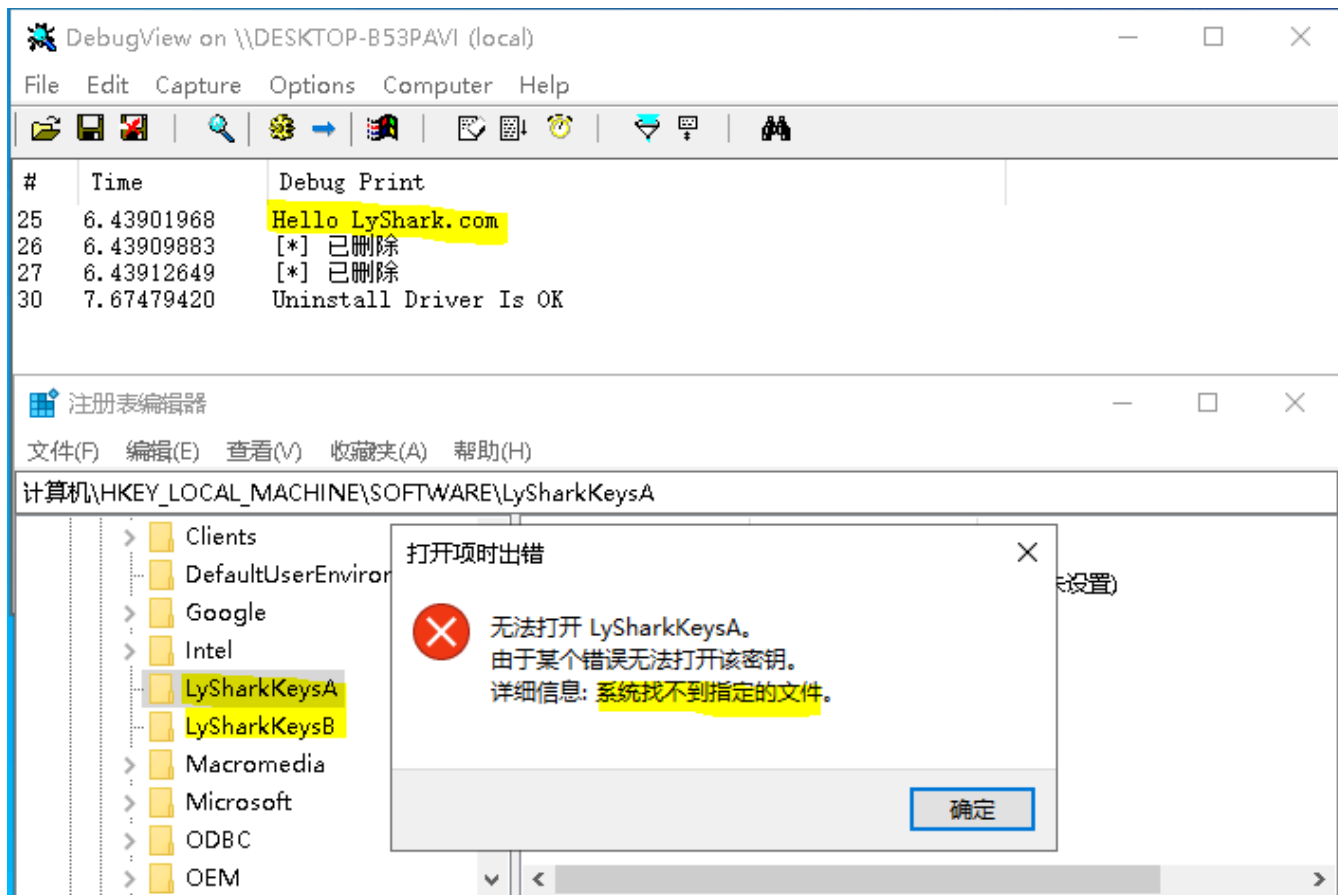 DebugView on \\DESKTOP-B53PAVI (local)
File Edit Capture Options Computer Help
# Time Debug Print
25 6.43901968 Hello LyShark.com
26 6.43909883 [*] 已删除
27 6.43912649 [*] 已删除
30 7.67479420 Uninstall Driver Is OK
注册表编辑器
文件(F) 编辑(E) 查看(V) 收藏夹(A) 帮助(H)
计算机\HKEY_LOCAL_MACHINE\SOFTWARE\LySharkKeysA
Clients
DefaultUserEnviror
Google
Intel
LySharkKeysA
LySharkKeysB
Macromedia
Microsoft
ODBC
OEM
打开项时出错
无法打开 LySharkKeysA。
由于某个错误无法打开该密钥。
详细信息: 系统找不到指定的文件。
确定
设置)